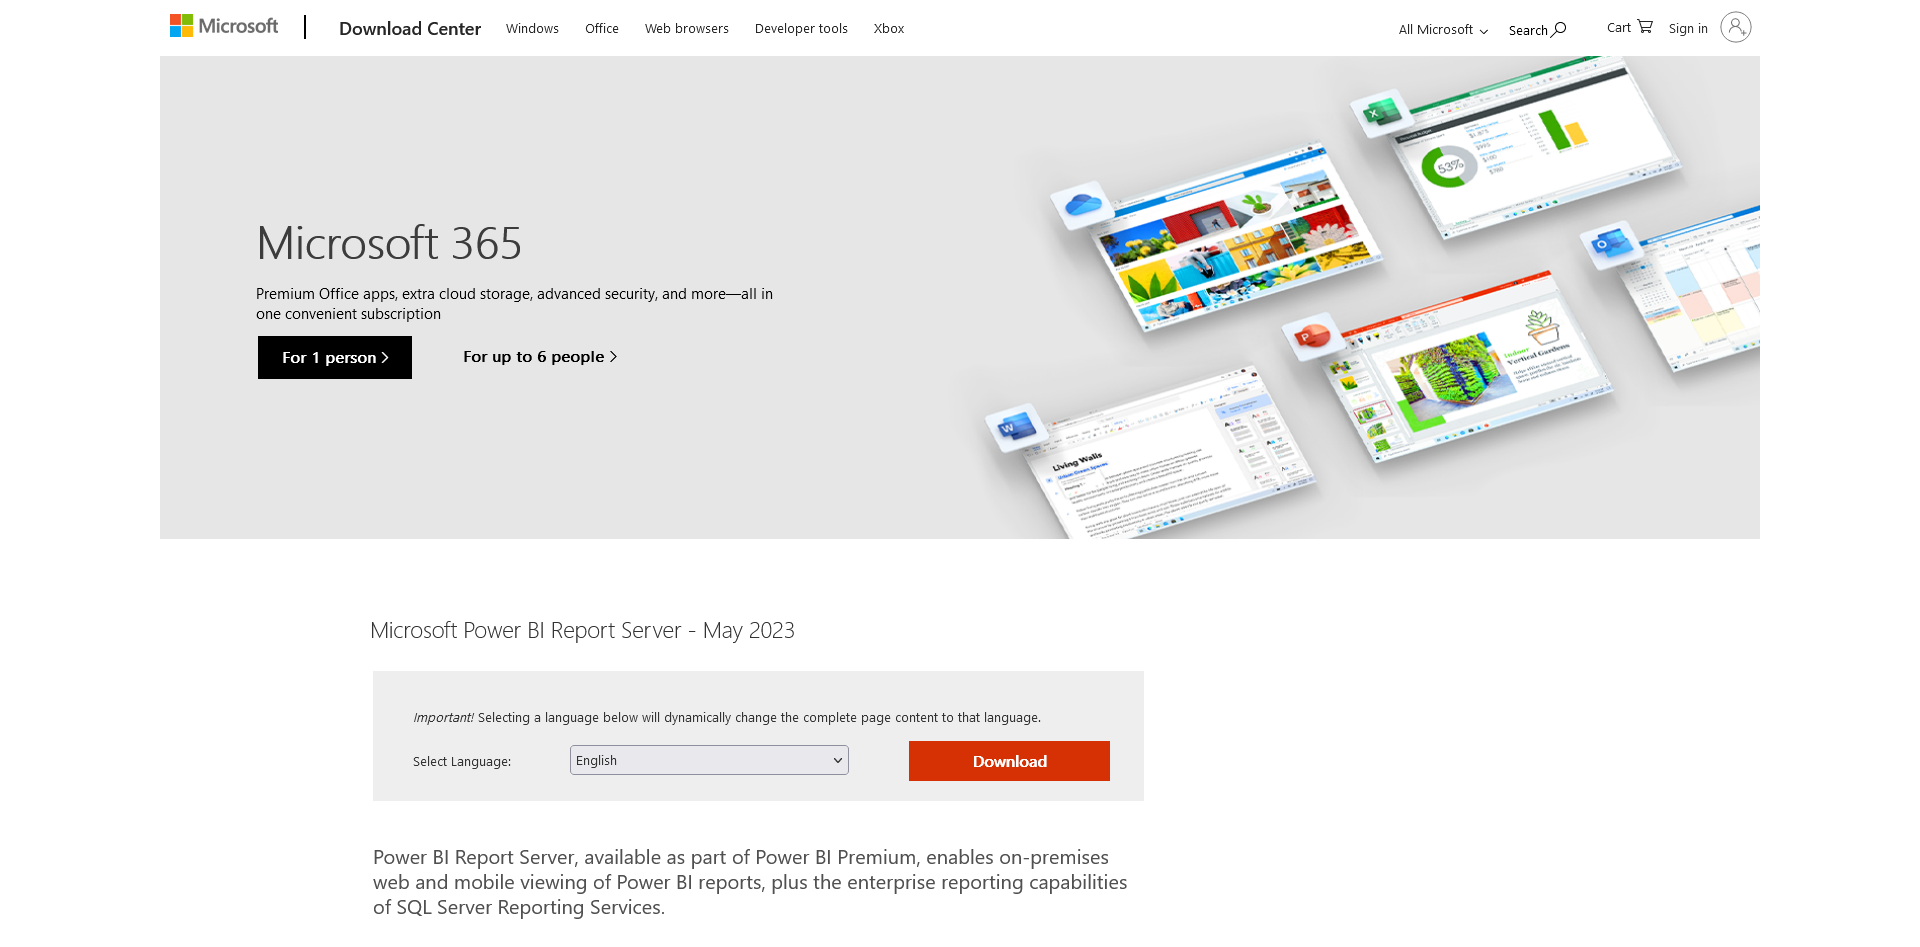 Microsoft
Download Center
Windows
Office
Web browsers
Developer tools
Xbox
All Microsoft
Search
Cart
Sign in
Microsoft 365
Premium Office apps, extra cloud storage, advanced security, and more—all in
one convenient subscription
For 1 person
For up to 6 people
53%
Indoor
Vertical Gardens
Living Walls
Microsoft Power BI Report Server - May 2023
Important! Selecting a language below will dynamically change the complete page content to that language.
Select Language:
English
Download
Power BI Report Server, available as part of Power BI Premium, enables on-premises
web and mobile viewing of Power BI reports, plus the enterprise reporting capabilities
of SQL Server Reporting Services.